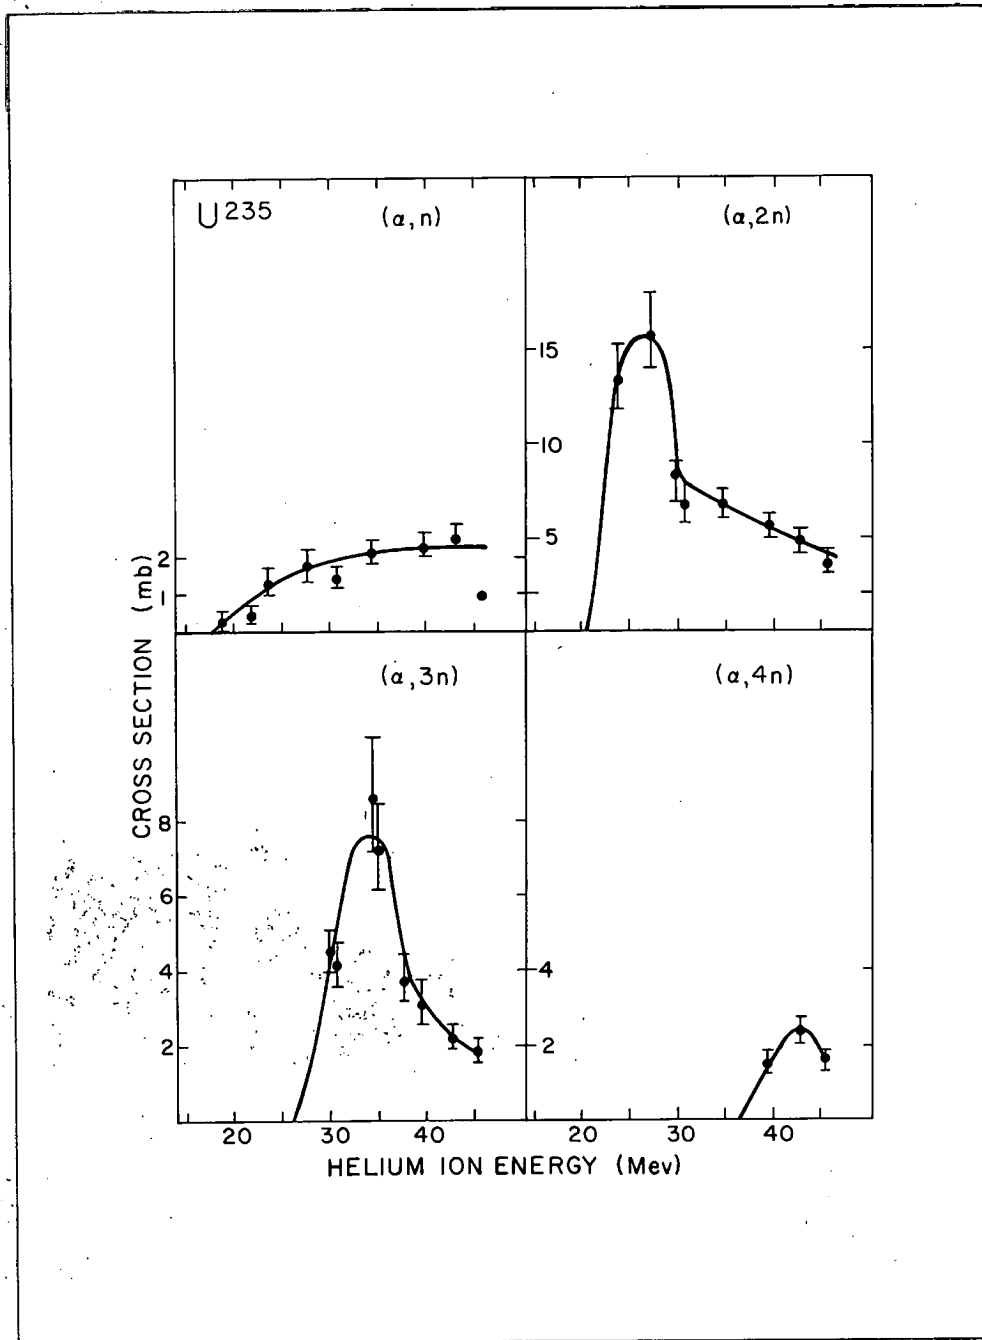 U 235
(α,n)
(α,2n)
15
10
5
2
1
(α,3n)
(α,4n)
8
6
4
2
4
2
20 30 40
20 30 40
CROSS SECTION (mb)
HELIUM ION ENERGY (Mev)